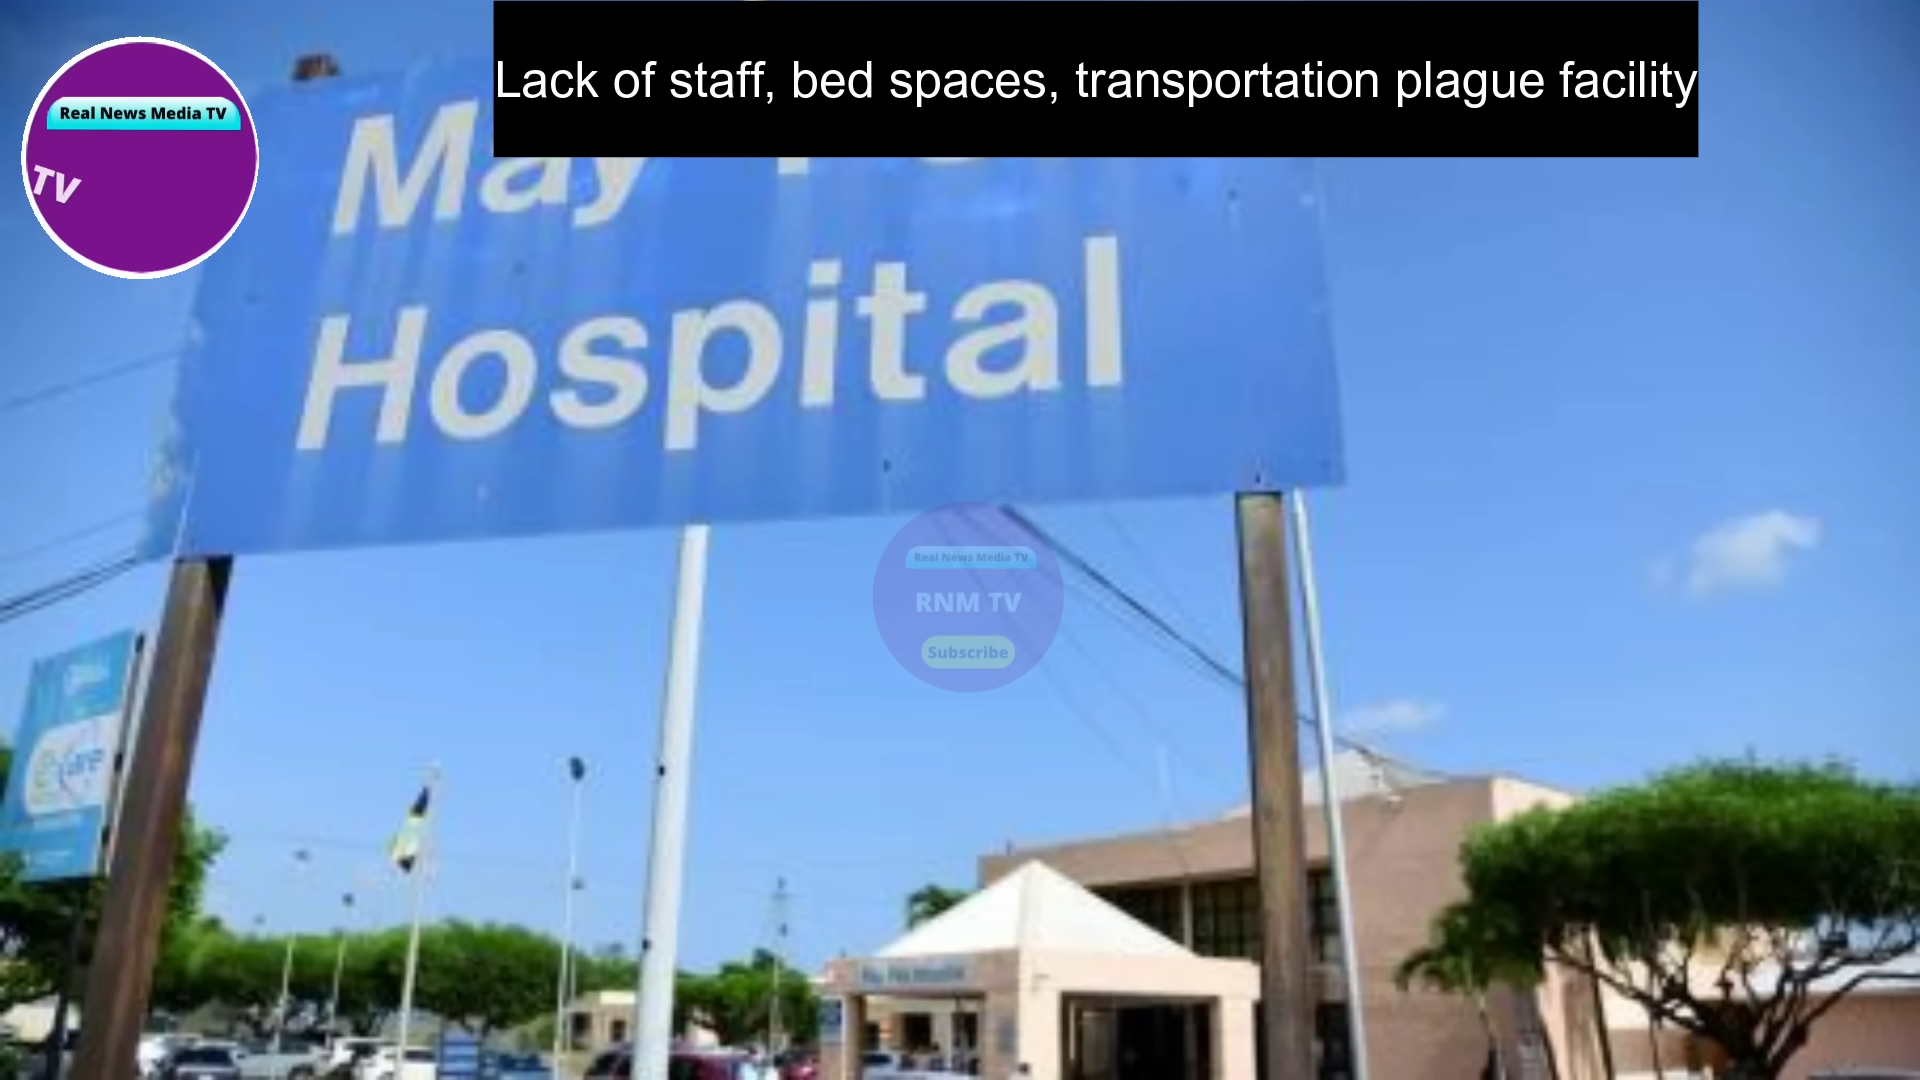 Lack of staff, bed spaces, transportation plague facility
Real News Media TV
TV
May
Hospital
Real News Media TV
RNM TV
Subscribe